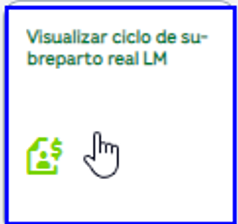 Visualizar ciclo de su-
breparto real LM
$